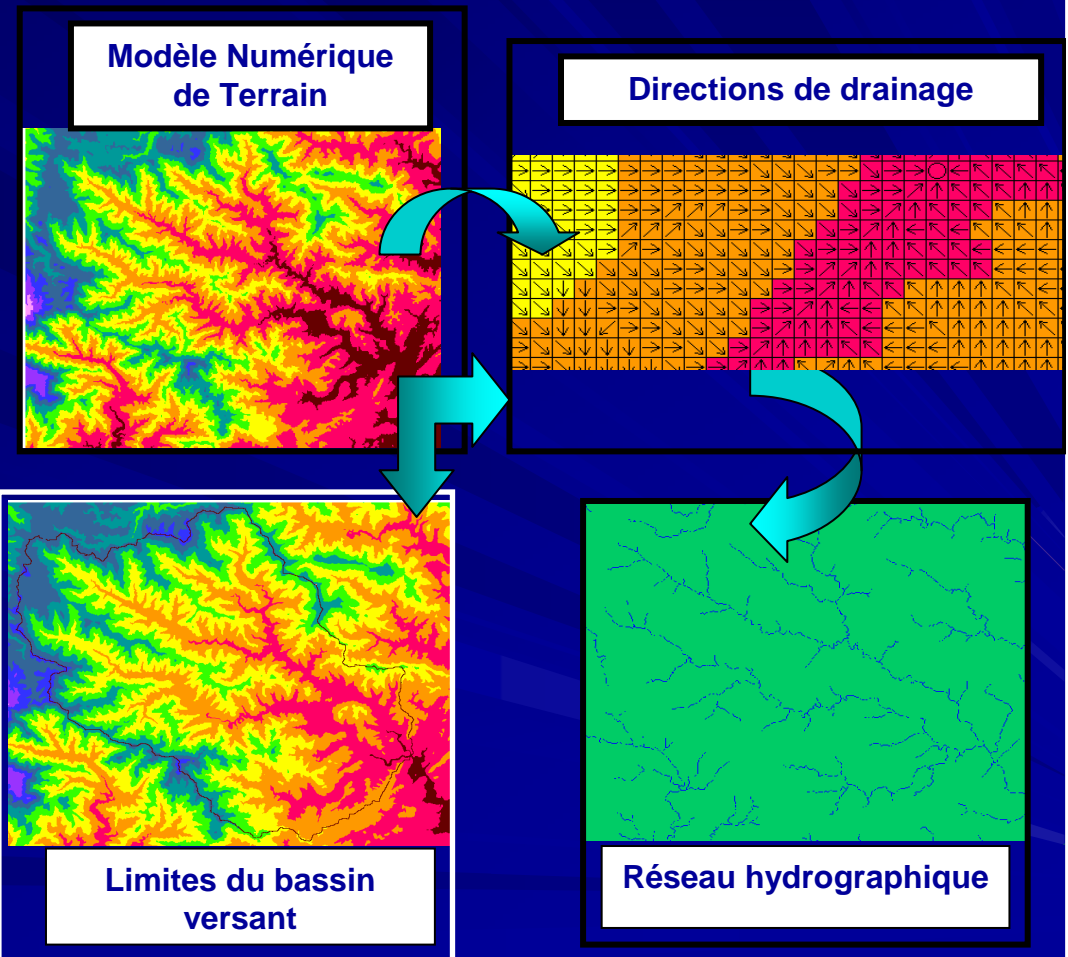 Modèle Numérique
de Terrain
Directions de drainage
Limites du bassin
versant
Réseau hydrographique